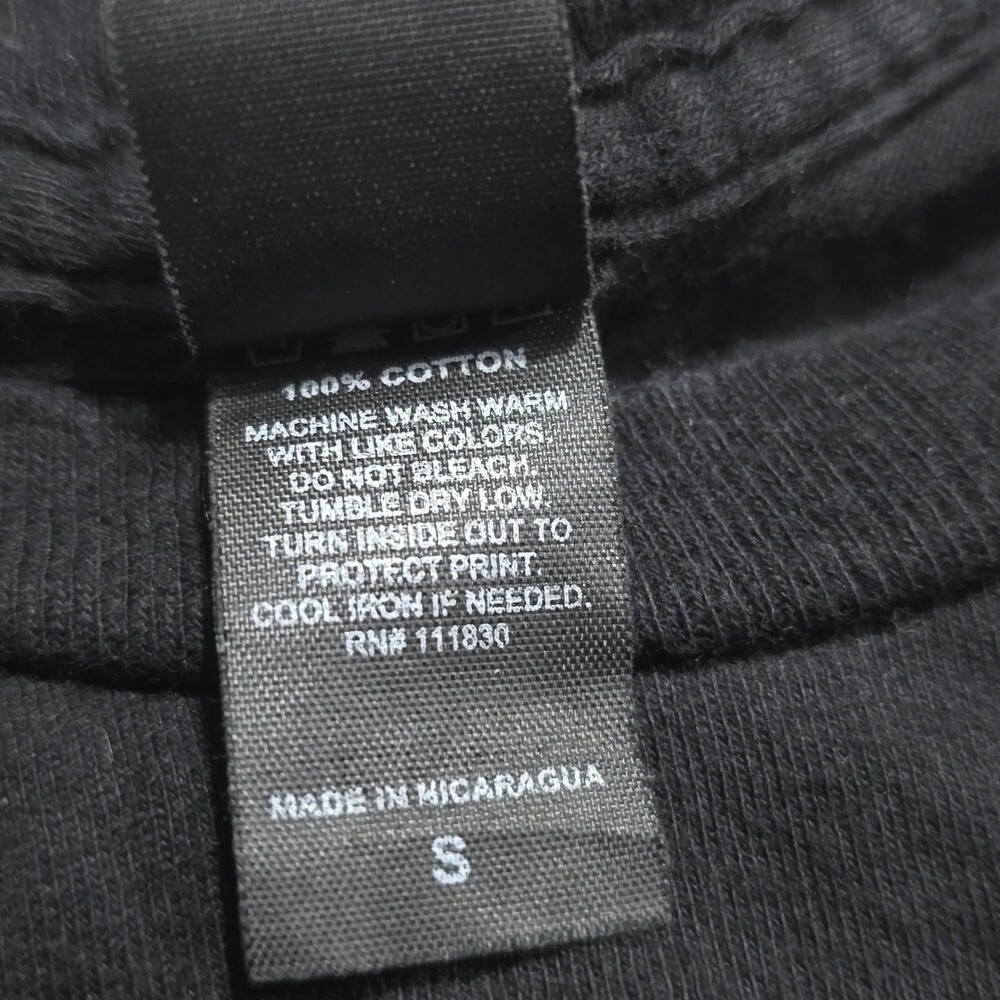 100% COTTON
MACHINE WASH WARM
WITH LIKE COLORS.
DO NOT BLEACH.
TUMBLE DRY LOW.
TURN INSIDE OUT TO
PROTECT PRINT.
COOL IRON IF NEEDED.
RN# 111830
MADE IN NICARAGUA
S